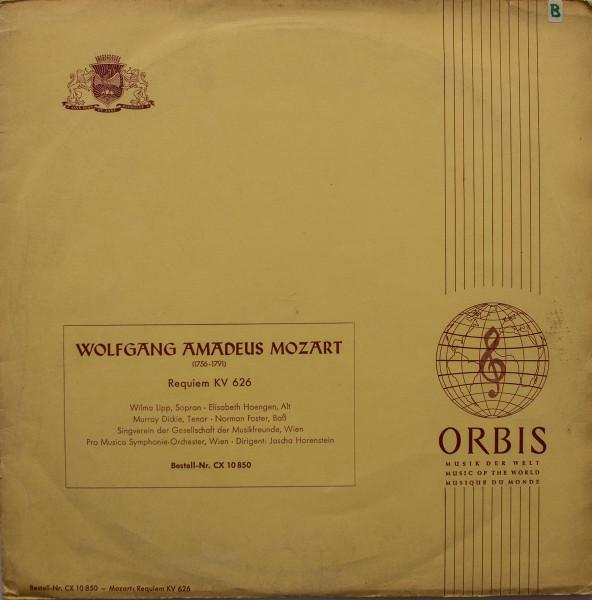 B
WOLFGANG AMADEUS MOZART
(1756-1791)
Requiem KV 626
Wilma Lipp, Sopran · Elisabeth Hoengen, Alt
Murray Dickie, Tenor · Norman Foster, Baß
Singverein der Gesellschaft der Musikfreunde, Wien
Pro Musica Symphonie-Orchester, Wien · Dirigent: Jascha Horenstein
Bestell-Nr. CX 10 850
ORBIS
MUSIK DER WELT
MUSIC OF THE WORLD
MUSIQUE DU MONDE
Bestell-Nr. CX 10 850 – Mozart: Requiem KV 626